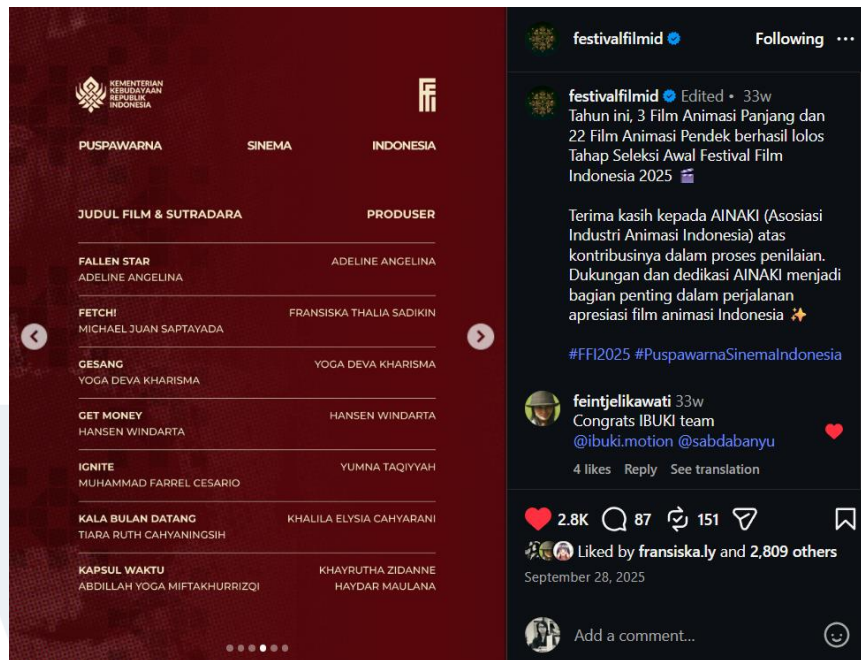 KEMENTERIAN
KEBUDAYAAN
REPUBLIK
INDONESIA
FFI
PUSPAWARNA SINEMA INDONESIA
JUDUL FILM & SUTRADARA PRODUSER
FALLEN STAR ADELINE ANGELINA
ADELINE ANGELINA
FETCH! FRANSISKA THALIA SADIKIN
MICHAEL JUAN SAPTAYADA
GESANG YOGA DEVA KHARISMA
YOGA DEVA KHARISMA
GET MONEY HANSEN WINDARTA
HANSEN WINDARTA
IGNITE YUMNA TAQIYYAH
MUHAMMAD FARREL CESARIO
KALA BULAN DATANG KHALILA ELYSIA CAHYARANI
TIARA RUTH CAHYANINGSIH
KAPSUL WAKTU KHAYRUTHA ZIDANNE
ABDILLAH YOGA MIFTAKHURRIZQI HAYDAR MAULANA
festivalfilmid Following ...
festivalfilmid Edited • 33w
Tahun ini, 3 Film Animasi Panjang dan
22 Film Animasi Pendek berhasil lolos
Tahap Seleksi Awal Festival Film
Indonesia 2025 🎬
Terima kasih kepada AINAKI (Asosiasi
Industri Animasi Indonesia) atas
kontribusinya dalam proses penilaian.
Dukungan dan dedikasi AINAKI menjadi
bagian penting dalam perjalanan
apresiasi film animasi Indonesia ✨
#FFI2025 #PuspawarnaSinemaIndonesia
feintjelikawati 33w
Congrats IBUKI team
@ibuki.motion @sabdabanyu
4 likes Reply See translation
2.8K 87 151
Liked by fransiska.ly and 2,809 others
September 28, 2025
Add a comment...